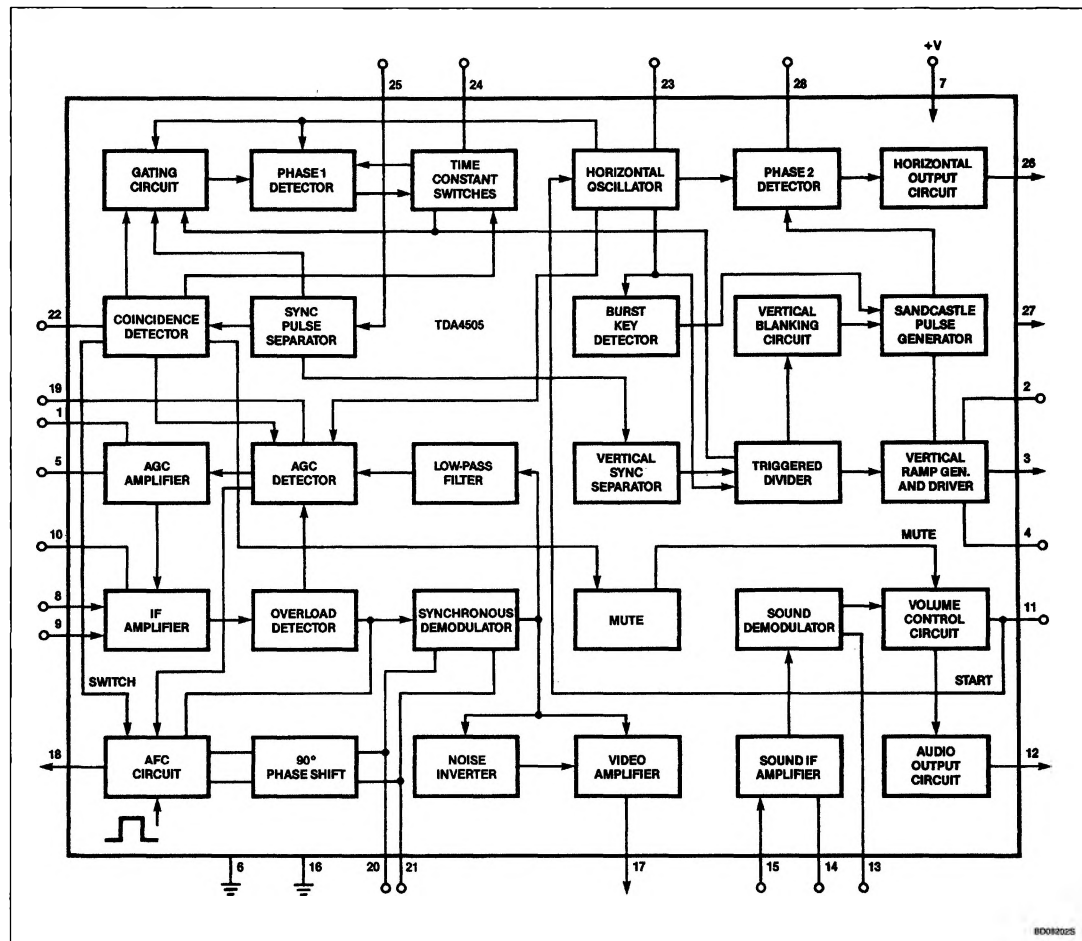 +V
25
24
23
28
7
GATING
CIRCUIT
PHASE 1
DETECTOR
TIME
CONSTANT
SWITCHES
HORIZONTAL
OSCILLATOR
PHASE 2
DETECTOR
HORIZONTAL
OUTPUT
CIRCUIT
26
22
COINCIDENCE
DETECTOR
SYNC
PULSE
SEPARATOR
TDA4505
BURST
KEY
DETECTOR
VERTICAL
BLANKING
CIRCUIT
SANDCASTLE
PULSE
GENERATOR
27
19
1
5
AGC
AMPLIFIER
AGC
DETECTOR
LOW-PASS
FILTER
VERTICAL
SYNC
SEPARATOR
TRIGGERED
DIVIDER
VERTICAL
RAMP GEN.
AND DRIVER
2
3
4
10
8
9
IF
AMPLIFIER
OVERLOAD
DETECTOR
SYNCHRONOUS
DEMODULATOR
MUTE
SOUND
DEMODULATOR
MUTE
VOLUME
CONTROL
CIRCUIT
11
SWITCH
START
18
AFC
CIRCUIT
90°
PHASE SHIFT
NOISE
INVERTER
VIDEO
AMPLIFIER
SOUND IF
AMPLIFIER
AUDIO
OUTPUT
CIRCUIT
12
6
16
20
21
17
15
14
13
BD08202S